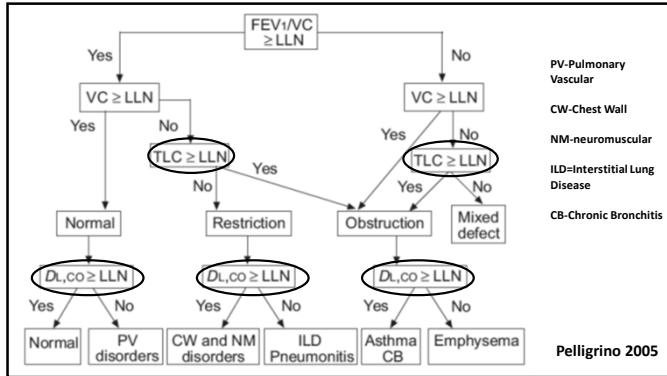 FEV1/VC
≥LLN
Yes
No
VC ≥ LLN
VC ≥ LLN
Yes
No
Yes
No
TLC ≥ LLN
Yes
TLC ≥ LLN
No
Yes
No
Normal
Restriction
Obstruction
Mixed
defect
DL,CO ≥ LLN
DL,CO ≥ LLN
DL,CO ≥ LLN
Yes
No
Yes
No
Yes
No
Normal
PV
disorders
CW and NM
disorders
ILD
Pneumonitis
Asthma
CB
Emphysema
PV-Pulmonary
Vascular
CW-Chest Wall
NM-neuromuscular
ILD=Interstitial Lung
Disease
CB-Chronic Bronchitis
Pelligrino 2005